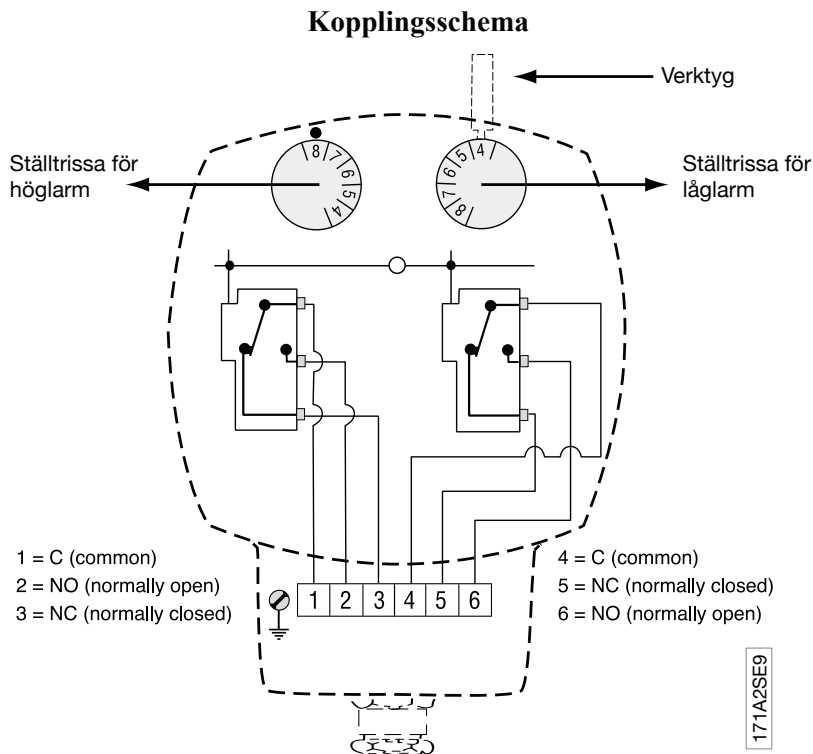 Kopplingsschema
Verktyg
Ställtrissa för
höglarm
8 7 6 5 4
8 7 6 5 4
Ställtrissa för
låglarm
1 = C (common)
2 = NO (normally open)
3 = NC (normally closed)
1 2 3 4 5 6
4 = C (common)
5 = NC (normally closed)
6 = NO (normally open)
171A2SE9